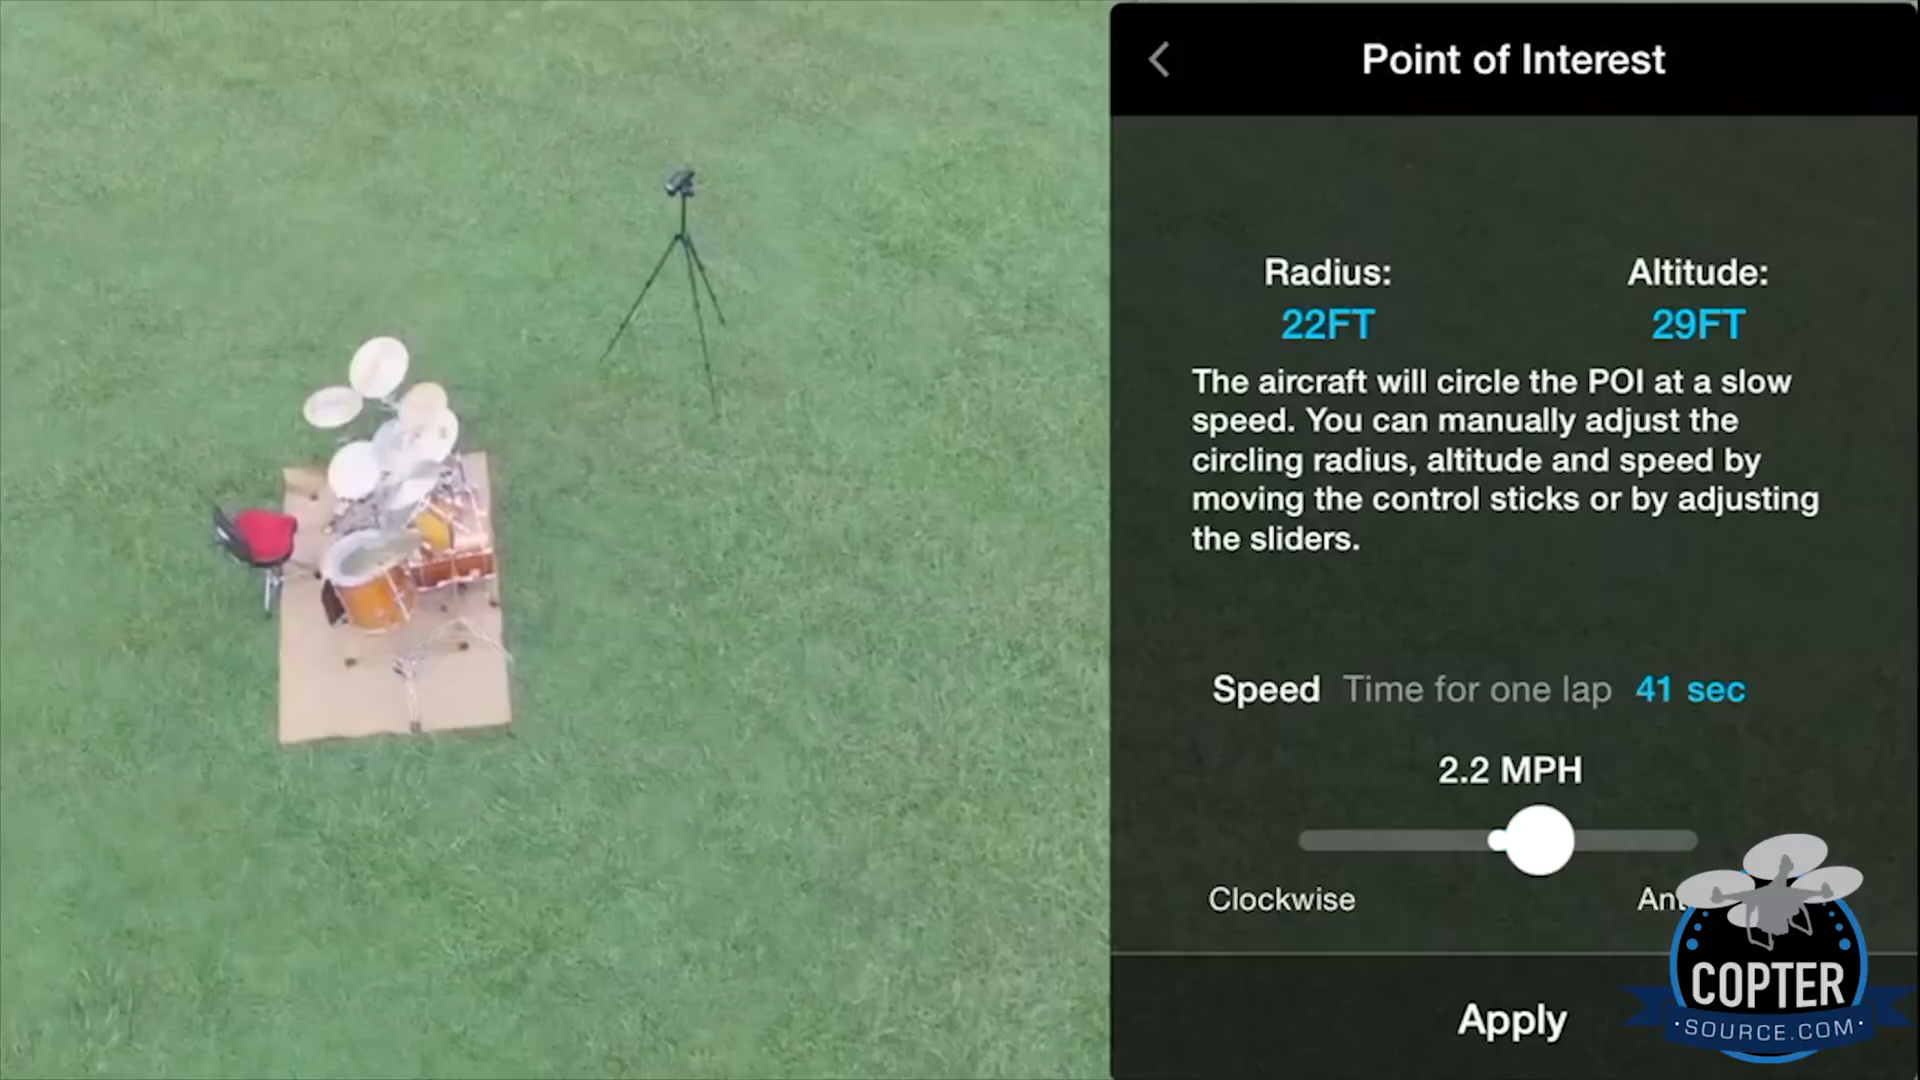 Point of Interest
Radius:
22FT
Altitude:
29FT
The aircraft will circle the POI at a slow
speed. You can manually adjust the
circling radius, altitude and speed by
moving the control sticks or by adjusting
the sliders.
Speed Time for one lap 41 sec
2.2 MPH
Clockwise
Apply
COPTER
·SOURCE.COM·